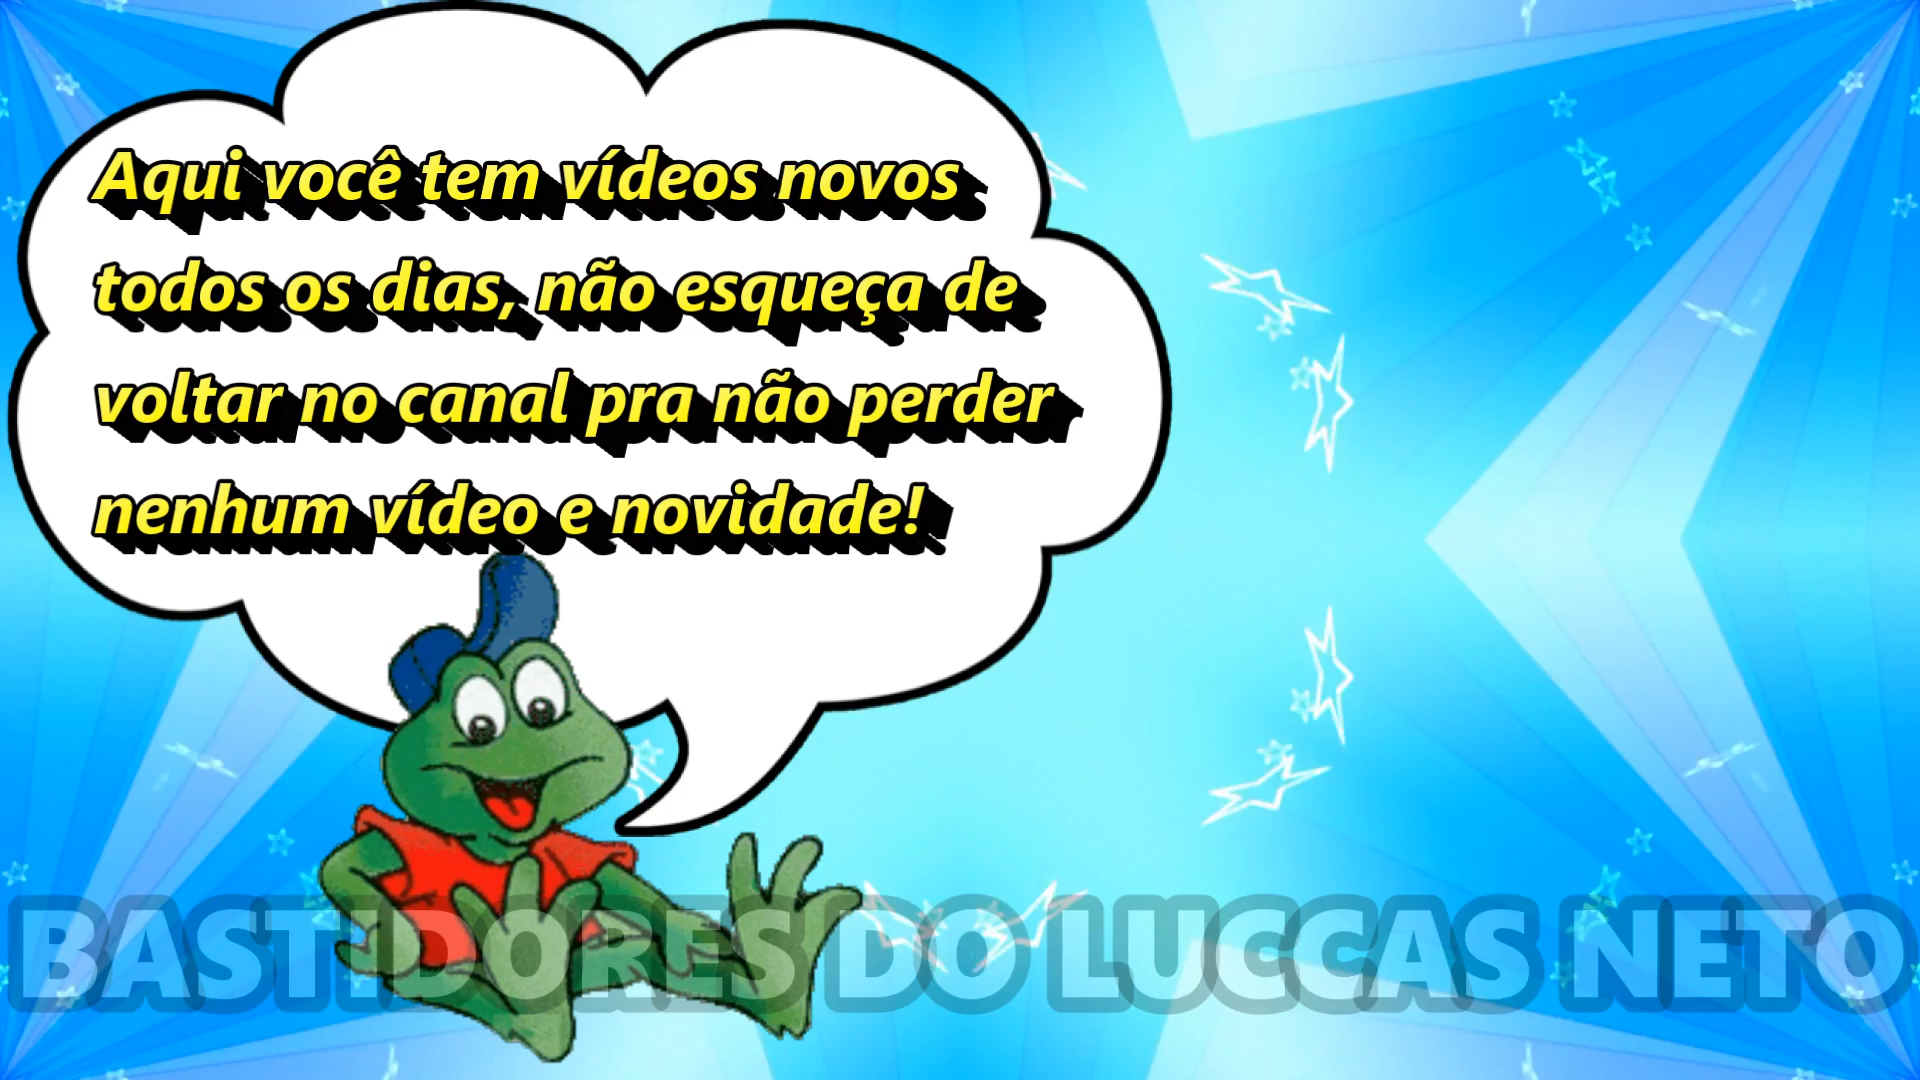 Aqui você tem vídeos novos
todos os dias, não esqueça de
voltar no canal pra não perder
nenhum vídeo e novidade!
BASTIDORES DO LUCCAS NETO